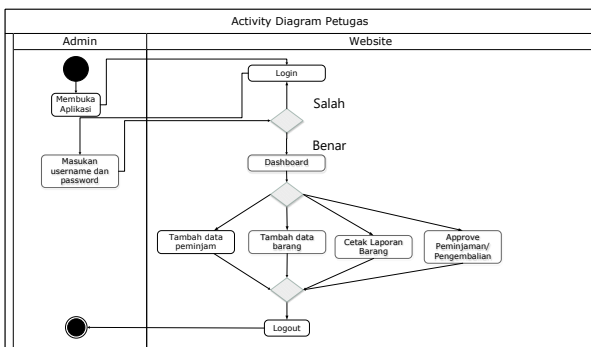 Activity Diagram Petugas
Admin
Website
Login
Membuka
Aplikasi
Salah
Benar
Masukan
username dan
password
Dashboard
Tambah data
peminjam
Tambah data
barang
Cetak Laporan
Barang
Approve
Peminjaman/
Pengembalian
Logout